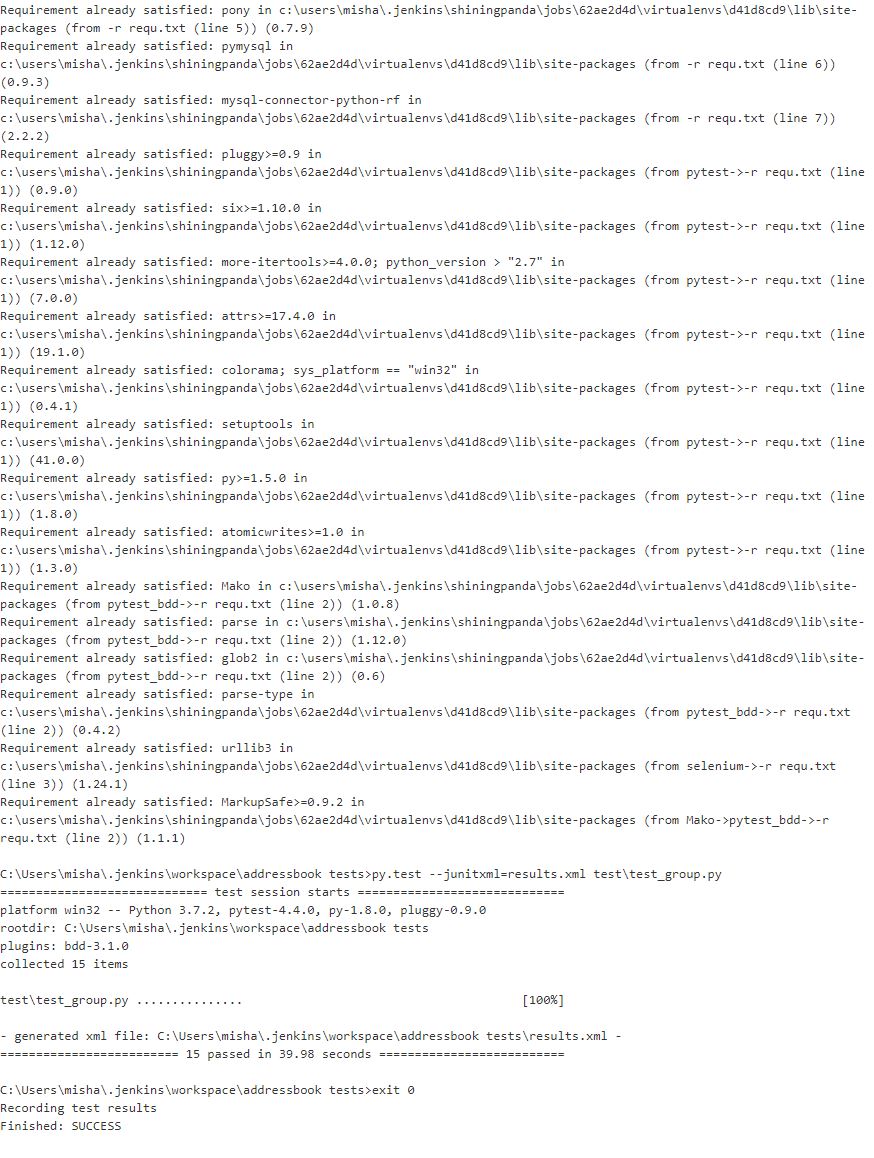 Requirement already satisfied: pony in c:\users\misha\.jenkins\shiningpanda\jobs\62ae2d4d\virtualenvs\d41d8cd9\lib\site-
packages (from -r requ.txt (line 5)) (0.7.9)
Requirement already satisfied: pymysql in
c:\users\misha\.jenkins\shiningpanda\jobs\62ae2d4d\virtualenvs\d41d8cd9\lib\site-packages (from -r requ.txt (line 6))
(0.9.3)
Requirement already satisfied: mysql-connector-python-rf in
c:\users\misha\.jenkins\shiningpanda\jobs\62ae2d4d\virtualenvs\d41d8cd9\lib\site-packages (from -r requ.txt (line 7))
(2.2.2)
Requirement already satisfied: pluggy>=0.9 in
c:\users\misha\.jenkins\shiningpanda\jobs\62ae2d4d\virtualenvs\d41d8cd9\lib\site-packages (from pytest->-r requ.txt (line
1)) (0.9.0)
Requirement already satisfied: six>=1.10.0 in
c:\users\misha\.jenkins\shiningpanda\jobs\62ae2d4d\virtualenvs\d41d8cd9\lib\site-packages (from pytest->-r requ.txt (line
1)) (1.12.0)
Requirement already satisfied: more-itertools>=4.0.0; python_version > "2.7" in
c:\users\misha\.jenkins\shiningpanda\jobs\62ae2d4d\virtualenvs\d41d8cd9\lib\site-packages (from pytest->-r requ.txt (line
1)) (7.0.0)
Requirement already satisfied: attrs>=17.4.0 in
c:\users\misha\.jenkins\shiningpanda\jobs\62ae2d4d\virtualenvs\d41d8cd9\lib\site-packages (from pytest->-r requ.txt (line
1)) (19.1.0)
Requirement already satisfied: colorama; sys_platform == "win32" in
c:\users\misha\.jenkins\shiningpanda\jobs\62ae2d4d\virtualenvs\d41d8cd9\lib\site-packages (from pytest->-r requ.txt (line
1)) (0.4.1)
Requirement already satisfied: setuptools in
c:\users\misha\.jenkins\shiningpanda\jobs\62ae2d4d\virtualenvs\d41d8cd9\lib\site-packages (from pytest->-r requ.txt (line
1)) (41.0.0)
Requirement already satisfied: py>=1.5.0 in
c:\users\misha\.jenkins\shiningpanda\jobs\62ae2d4d\virtualenvs\d41d8cd9\lib\site-packages (from pytest->-r requ.txt (line
1)) (1.8.0)
Requirement already satisfied: atomicwrites>=1.0 in
c:\users\misha\.jenkins\shiningpanda\jobs\62ae2d4d\virtualenvs\d41d8cd9\lib\site-packages (from pytest->-r requ.txt (line
1)) (1.3.0)
Requirement already satisfied: Mako in c:\users\misha\.jenkins\shiningpanda\jobs\62ae2d4d\virtualenvs\d41d8cd9\lib\site-
packages (from pytest_bdd->-r requ.txt (line 2)) (1.0.8)
Requirement already satisfied: parse in c:\users\misha\.jenkins\shiningpanda\jobs\62ae2d4d\virtualenvs\d41d8cd9\lib\site-
packages (from pytest_bdd->-r requ.txt (line 2)) (1.12.0)
Requirement already satisfied: glob2 in c:\users\misha\.jenkins\shiningpanda\jobs\62ae2d4d\virtualenvs\d41d8cd9\lib\site-
packages (from pytest_bdd->-r requ.txt (line 2)) (0.6)
Requirement already satisfied: parse-type in
c:\users\misha\.jenkins\shiningpanda\jobs\62ae2d4d\virtualenvs\d41d8cd9\lib\site-packages (from pytest_bdd->-r requ.txt
(line 2)) (0.4.2)
Requirement already satisfied: urllib3 in
c:\users\misha\.jenkins\shiningpanda\jobs\62ae2d4d\virtualenvs\d41d8cd9\lib\site-packages (from selenium->-r requ.txt
(line 3)) (1.24.1)
Requirement already satisfied: MarkupSafe>=0.9.2 in
c:\users\misha\.jenkins\shiningpanda\jobs\62ae2d4d\virtualenvs\d41d8cd9\lib\site-packages (from Mako->pytest_bdd->-r
requ.txt (line 2)) (1.1.1)

C:\Users\misha\.jenkins\workspace\addressbook tests>py.test --junitxml=results.xml test\test_group.py
============================= test session starts =============================
platform win32 -- Python 3.7.2, pytest-4.4.0, py-1.8.0, pluggy-0.9.0
rootdir: C:\Users\misha\.jenkins\workspace\addressbook tests
plugins: bdd-3.1.0
collected 15 items

test\test_group.py ...............                                       [100%]

- generated xml file: C:\Users\misha\.jenkins\workspace\addressbook tests\results.xml -
========================= 15 passed in 39.98 seconds ==========================

C:\Users\misha\.jenkins\workspace\addressbook tests>exit 0
Recording test results
Finished: SUCCESS